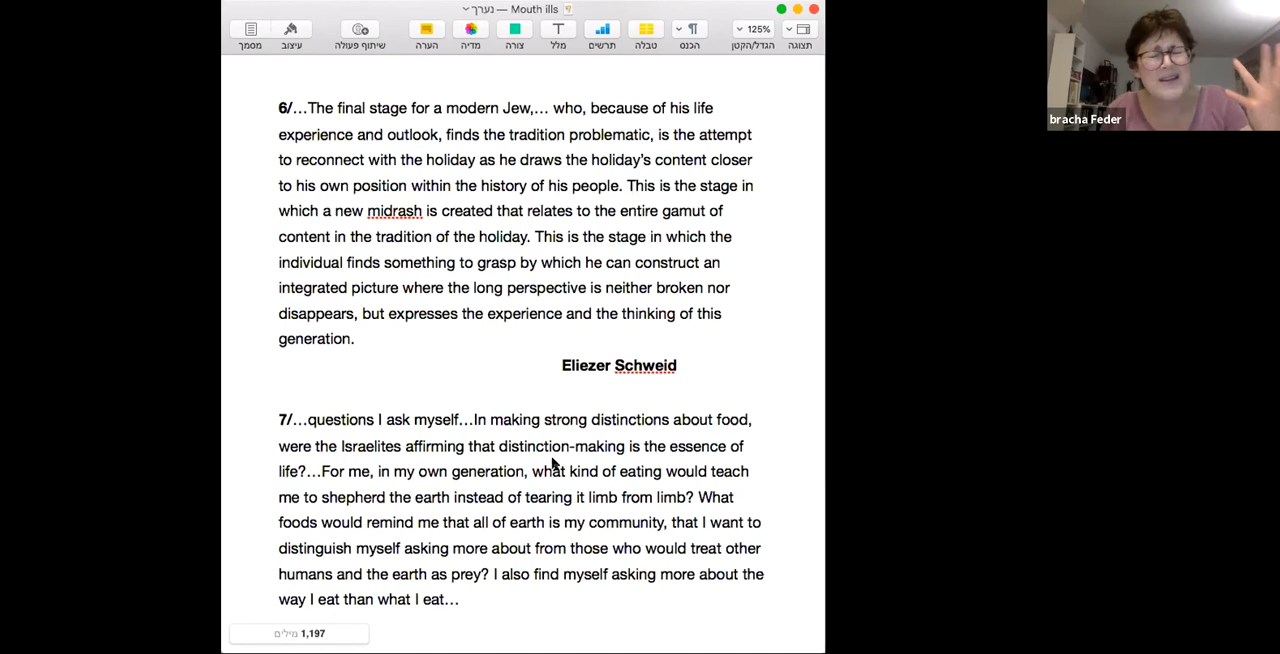 Mouth ills — נערך
125%
תצוגה
הגדל/הקטן
הכנס
טבלה
תרשים
מלל
צורה
מדיה
הערה
שיתוף פעולה
עיצוב
מסמך
bracha Feder
6/…The final stage for a modern Jew,… who, because of his life
experience and outlook, finds the tradition problematic, is the attempt
to reconnect with the holiday as he draws the holiday's content closer
to his own position within the history of his people. This is the stage in
which a new midrash is created that relates to the entire gamut of
content in the tradition of the holiday. This is the stage in which the
individual finds something to grasp by which he can construct an
integrated picture where the long perspective is neither broken nor
disappears, but expresses the experience and the thinking of this
generation.
Eliezer Schweid
7/…questions I ask myself…In making strong distinctions about food,
were the Israelites affirming that distinction-making is the essence of
life?…For me, in my own generation, what kind of eating would teach
me to shepherd the earth instead of tearing it limb from limb? What
foods would remind me that all of earth is my community, that I want to
distinguish myself asking more about from those who would treat other
humans and the earth as prey? I also find myself asking more about the
way I eat than what I eat…
1,197 מילים